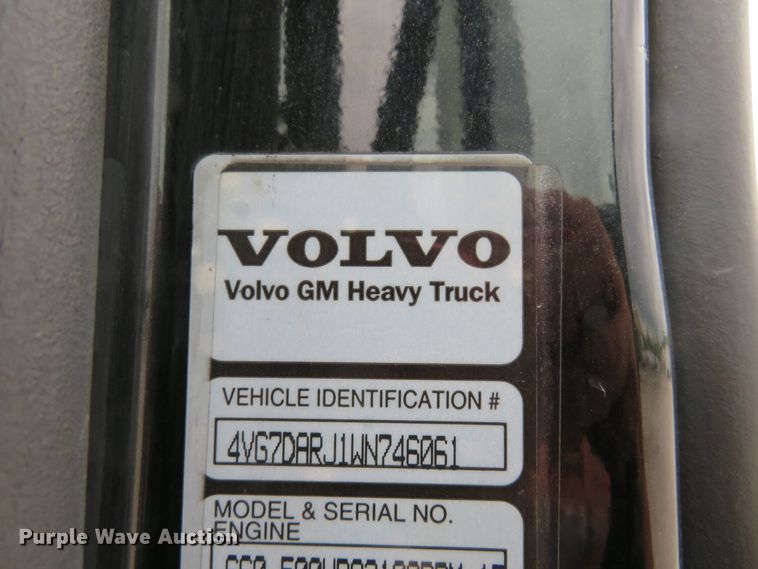 VOLVO
Volvo GM Heavy Truck
VEHICLE IDENTIFICATION #
4VG7DARJ1WN746061
MODEL & SERIAL NO.
ENGINE
Purple Wave Auction